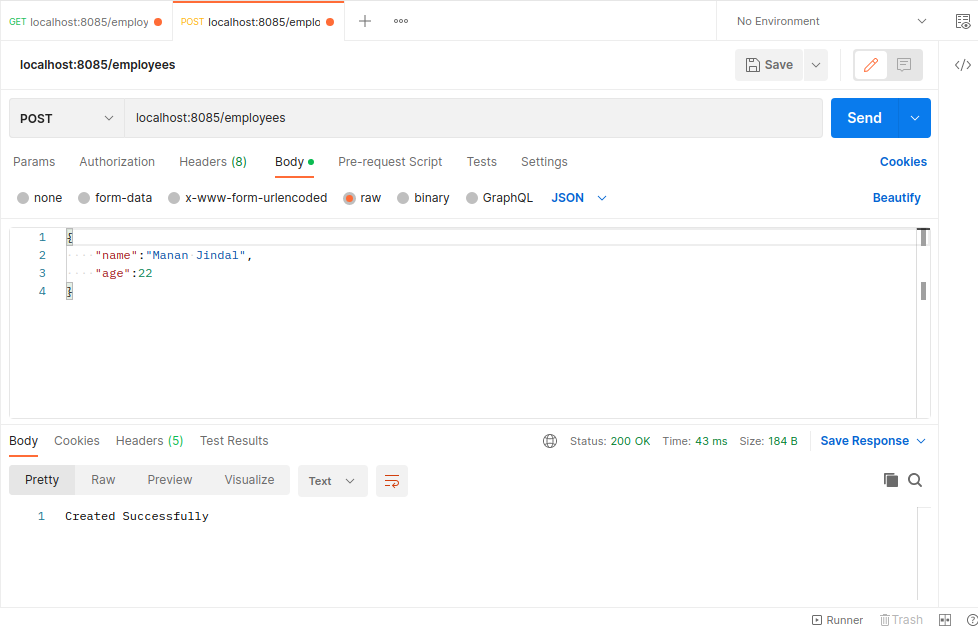 GET localhost:8085/employ POST localhost:8085/emplo No Environment
localhost:8085/employees Save
POST localhost:8085/employees Send
Params Authorization Headers (8) Body Pre-request Script Tests Settings Cookies
none form-data x-www-form-urlencoded raw binary GraphQL JSON Beautify
1 {
2 "name":"Manan Jindal",
3 "age":22
4 }
Body Cookies Headers (5) Test Results Status: 200 OK Time: 43 ms Size: 184 B Save Response
Pretty Raw Preview Visualize Text
1 Created Successfully
Runner Trash